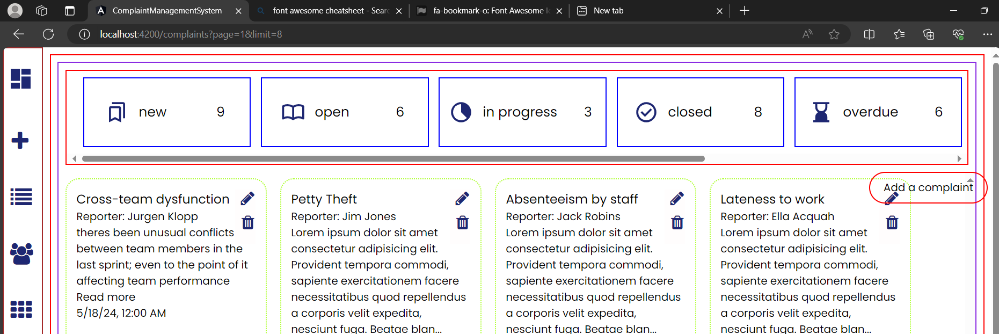 ComplaintManagementSystem
font awesome cheatsheet - Sear
fa-bookmark-o: Font Awesome Ic
New tab
localhost:4200/complaints?page=1&limit=8
new 9
open 6
in progress 3
closed 8
overdue 6
Add a complaint
Cross-team dysfunction
Reporter: Jurgen Klopp
theres been unusual conflicts
between team members in the
last sprint; even to the point of it
affecting team performance
Read more
5/18/24, 12:00 AM
Petty Theft
Reporter: Jim Jones
Lorem ipsum dolor sit amet
consectetur adipisicing elit.
Provident tempora commodi,
sapiente exercitationem facere
necessitatibus quod repellendus
a corporis velit expedita,
nesciunt fuga. Beatae blan...
Absenteeism by staff
Reporter: Jack Robins
Lorem ipsum dolor sit amet
consectetur adipisicing elit.
Provident tempora commodi,
sapiente exercitationem facere
necessitatibus quod repellendus
a corporis velit expedita,
nesciunt fuga. Beatae blan...
Lateness to work
Reporter: Ella Acquah
Lorem ipsum dolor sit amet
consectetur adipisicing elit.
Provident tempora commodi,
sapiente exercitationem facere
necessitatibus quod repellendus
a corporis velit expedita,
nesciunt fuga. Beatae blan...